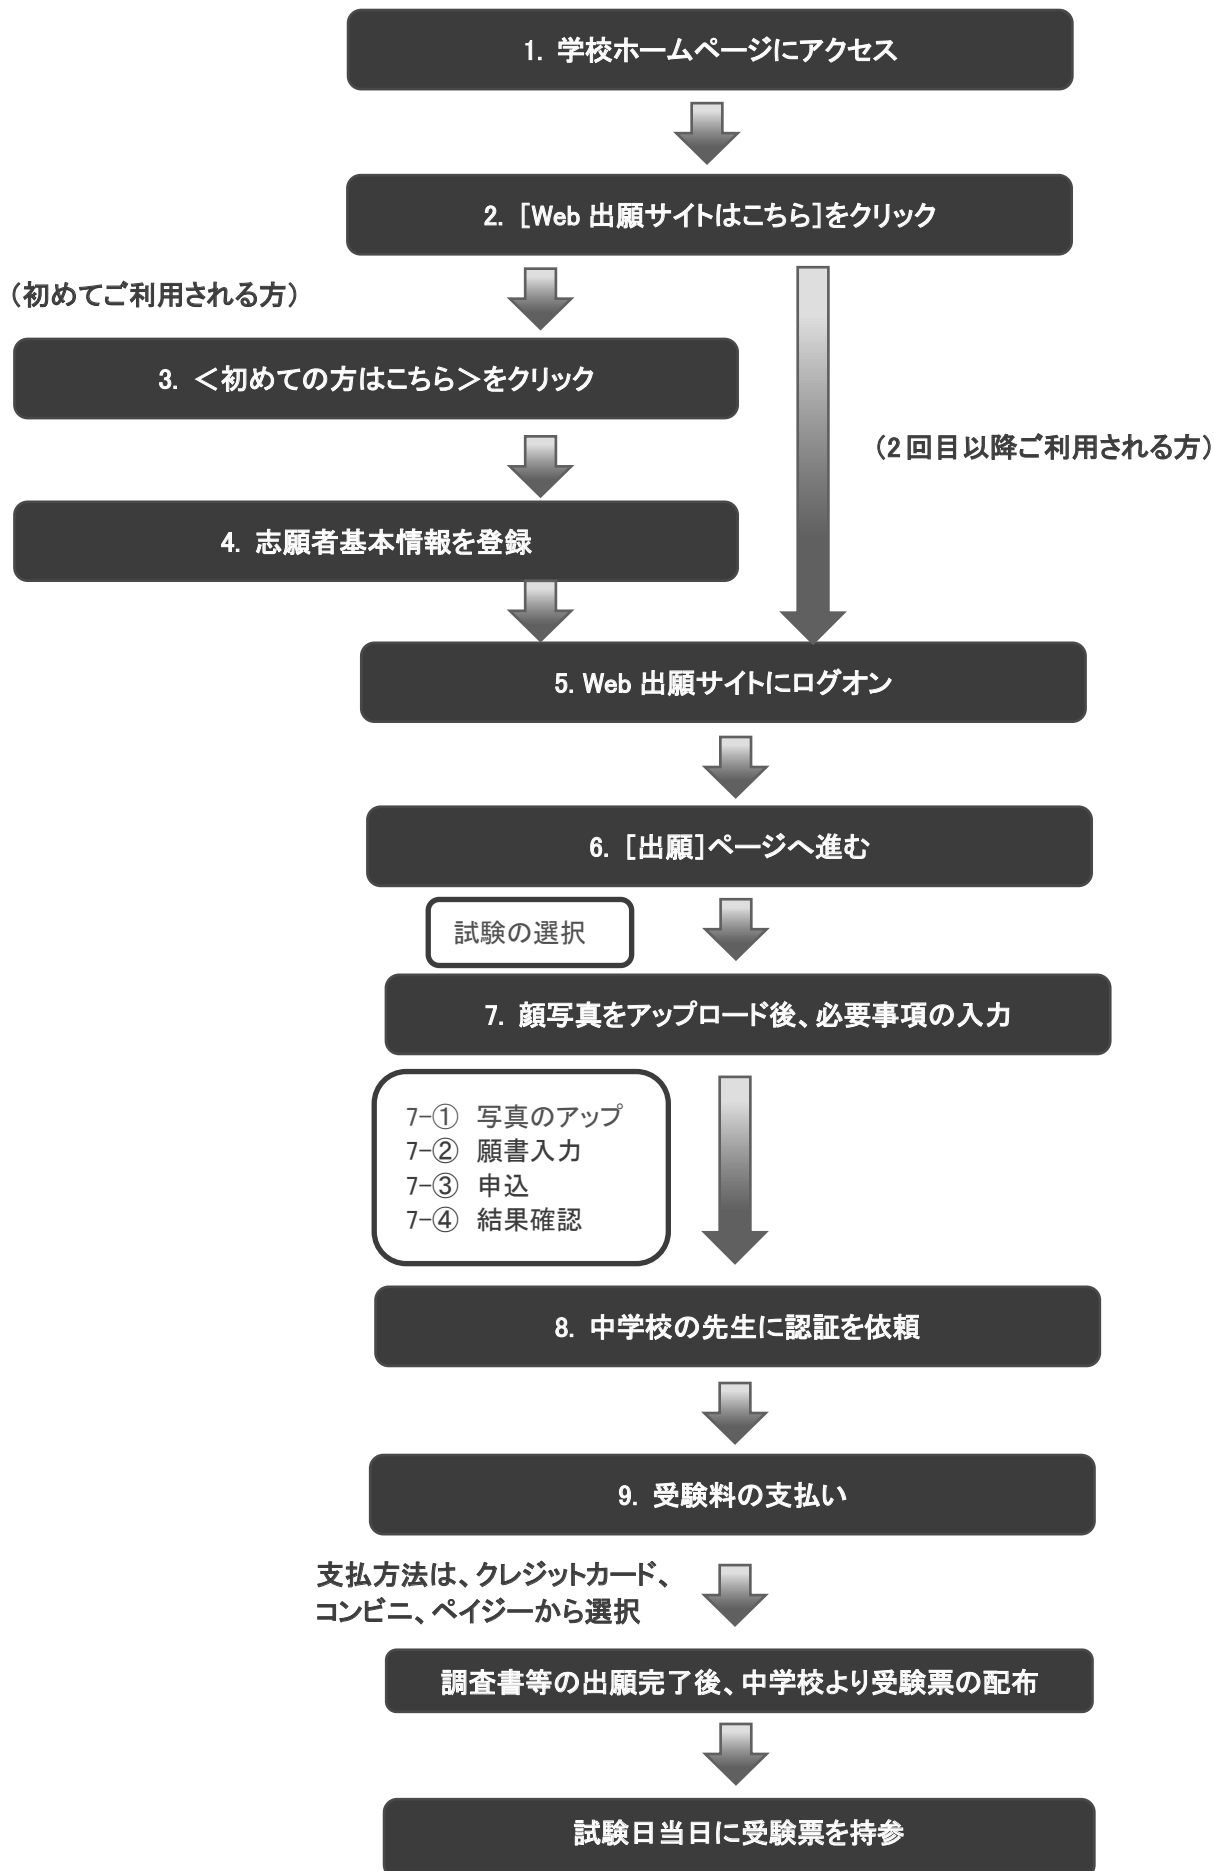 1. 学校ホームページにアクセス
2. [Web 出願サイトはこちら]をクリック
(初めてご利用される方)
3. <初めての方はこちら>をクリック
(2回目以降ご利用される方)
4. 志願者基本情報を登録
5. Web 出願サイトにログオン
6. [出願]ページへ進む
試験の選択
7. 顔写真をアップロード後、必要事項の入力
7-① 写真のアップ
7-② 願書入力
7-③ 申込
7-④ 結果確認
8. 中学校の先生に認証を依頼
9. 受験料の支払い
支払方法は、クレジットカード、
コンビニ、ペイジーから選択
調査書等の出願完了後、中学校より受験票の配布
試験日当日に受験票を持参